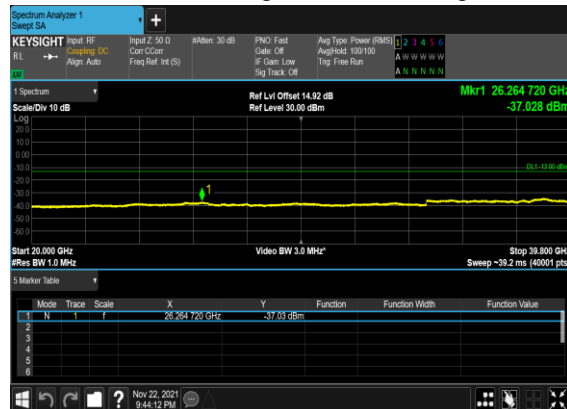 Spectrum Analyzer 1
Swept SA
+
KEYSIGHT Input: RF Input Z: 50 Ω #Atten: 30 dB PNO: Fast Avg Type: Power (RMS) 1 2 3 4 5 6
RL Coupling: DC Corr CCorr Gate: Off Avg|Hold: 100/100 A W W W W W
Align: Auto Freq Ref: Int (S) IF Gain: Low Trig: Free Run
Sig Track: Off A N N N N N
1 Spectrum Ref Lvl Offset 14.92 dB Mkr1 26.264 720 GHz
Scale/Div 10 dB Ref Level 30.00 dBm -37.028 dBm
Log
20.0
10.0
0.00
-10.0 DL1 -13.00 dBm
-20.0
-30.0 1
-40.0
-50.0
-60.0
Start 20.000 GHz Video BW 3.0 MHz* Stop 39.800 GHz
#Res BW 1.0 MHz Sweep ~39.2 ms (40001 pts)
5 Marker Table
Mode Trace Scale X Y Function Function Width Function Value
1 N 1 f 26.264 720 GHz -37.03 dBm
2
3
4
5
6
? Nov 22, 2021
9:44:12 PM